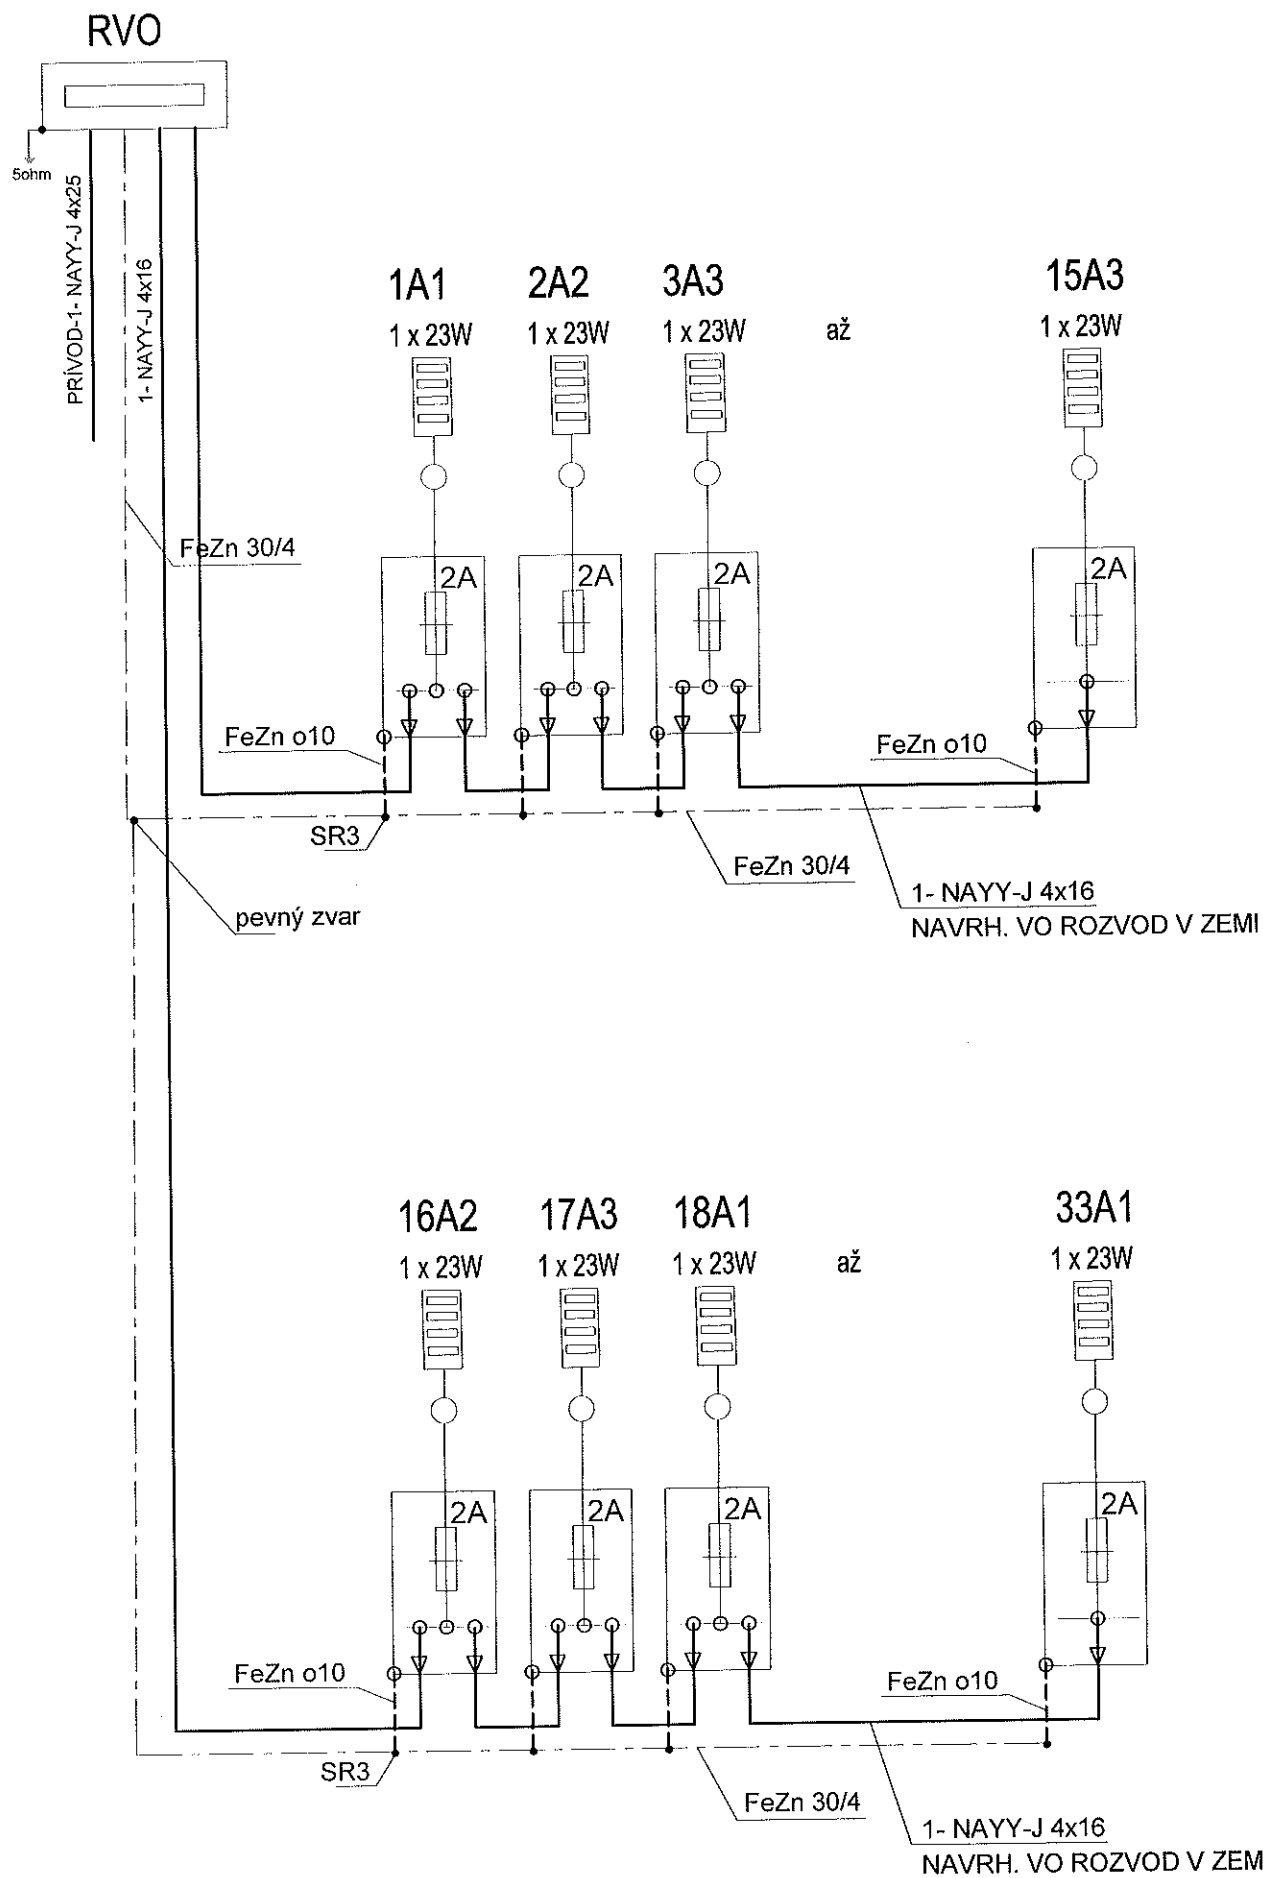 RVO
5ohm
PRÍVOD-1- NAYY-J 4x25
1- NAYY-J 4x16
1A1
2A2
3A3
15A3
1 x 23W
1 x 23W
1 x 23W
až
1 x 23W
FeZn 30/4
2A
2A
2A
2A
FeZn o10
FeZn o10
SR3
FeZn 30/4
1- NAYY-J 4x16
NAVRH. VO ROZVOD V ZEMI
pevný zvar
16A2
17A3
18A1
33A1
1 x 23W
1 x 23W
1 x 23W
až
1 x 23W
2A
2A
2A
2A
FeZn o10
FeZn o10
SR3
FeZn 30/4
1- NAYY-J 4x16
NAVRH. VO ROZVOD V ZEM